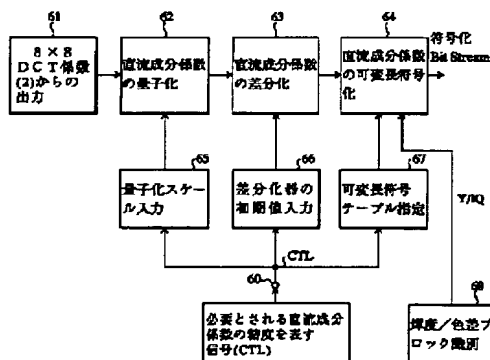 61
8×8
DCT係数
(2)からの
出力
62
直流成分係数
の量子化
63
直流成分係数
の差分化
64
直流成分係数
の可変長符号
化
符号化
Bit Stream
65
量子化スケー
ル入力
66
差分化器の
初期値入力
67
可変長符号
テーブル指定
Y/IQ
CTL
60
必要とされる直流成分
係数の精度を表す
信号(CTL)
68
輝度/色差ブ
ロック識別